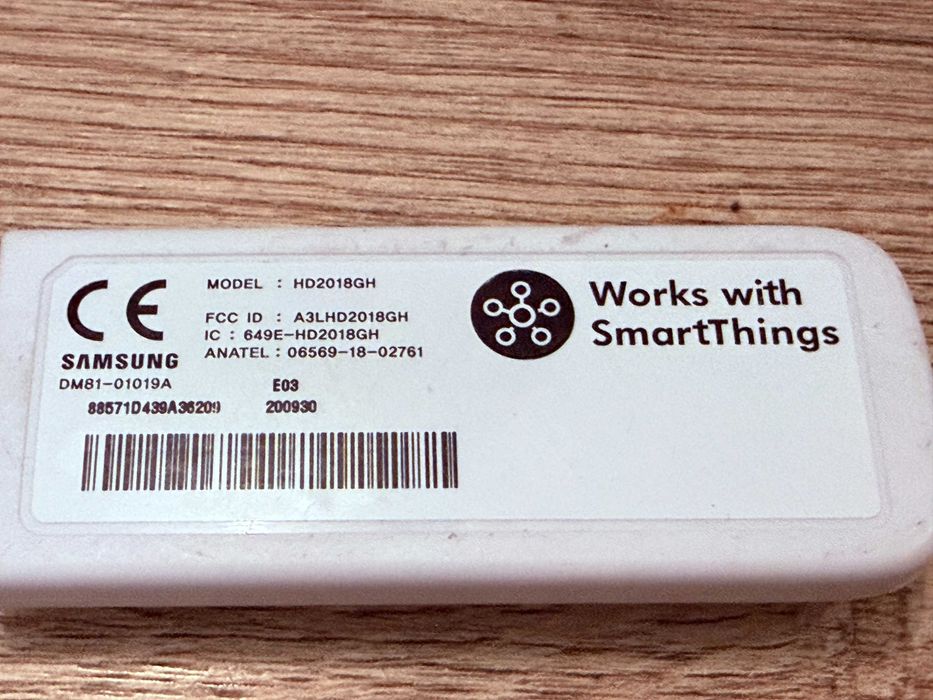 CE
MODEL : HD2018GH
FCC ID : A3LHD2018GH
IC : 649E-HD2018GH
ANATEL : 06569-18-02761
SAMSUNG
DM81-01019A E03
88571D439A36209 200930
Works with
SmartThings